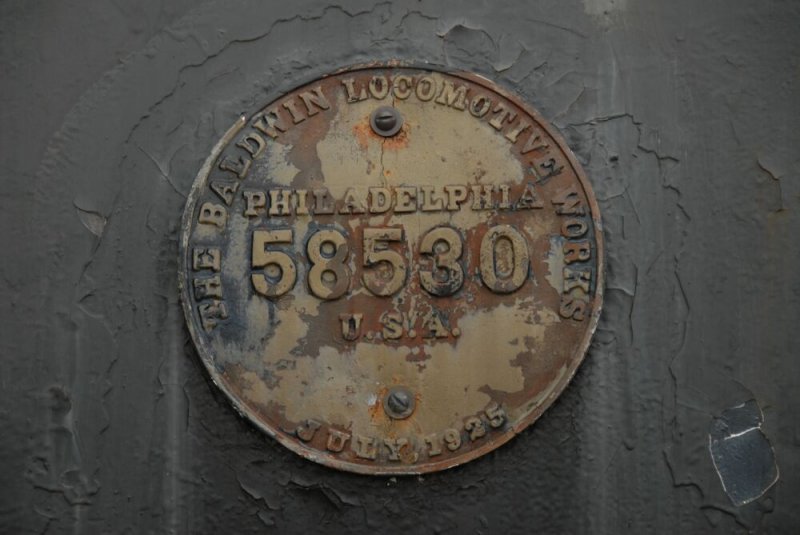 THE BALDWIN LOCOMOTIVE WORKS
PHILADELPHIA
58530
U.S.A.
JULY, 1925